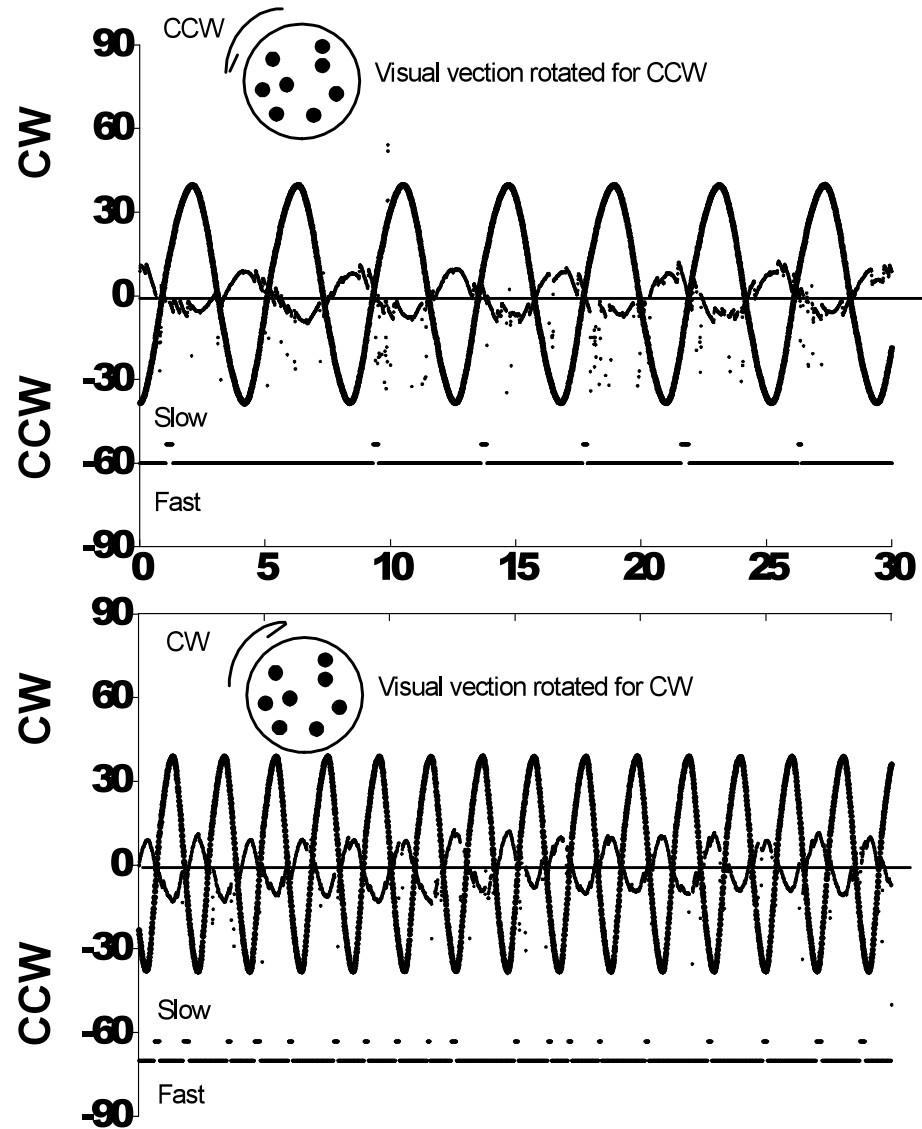 90
CCW
Visual vection rotated for CCW
CW
60
30
0
CCW
-30
Slow
-60
Fast
-90
0 5 10 15 20 25 30
90
CW
Visual vection rotated for CW
CW
60
30
0
CCW
-30
Slow
-60
Fast
-90